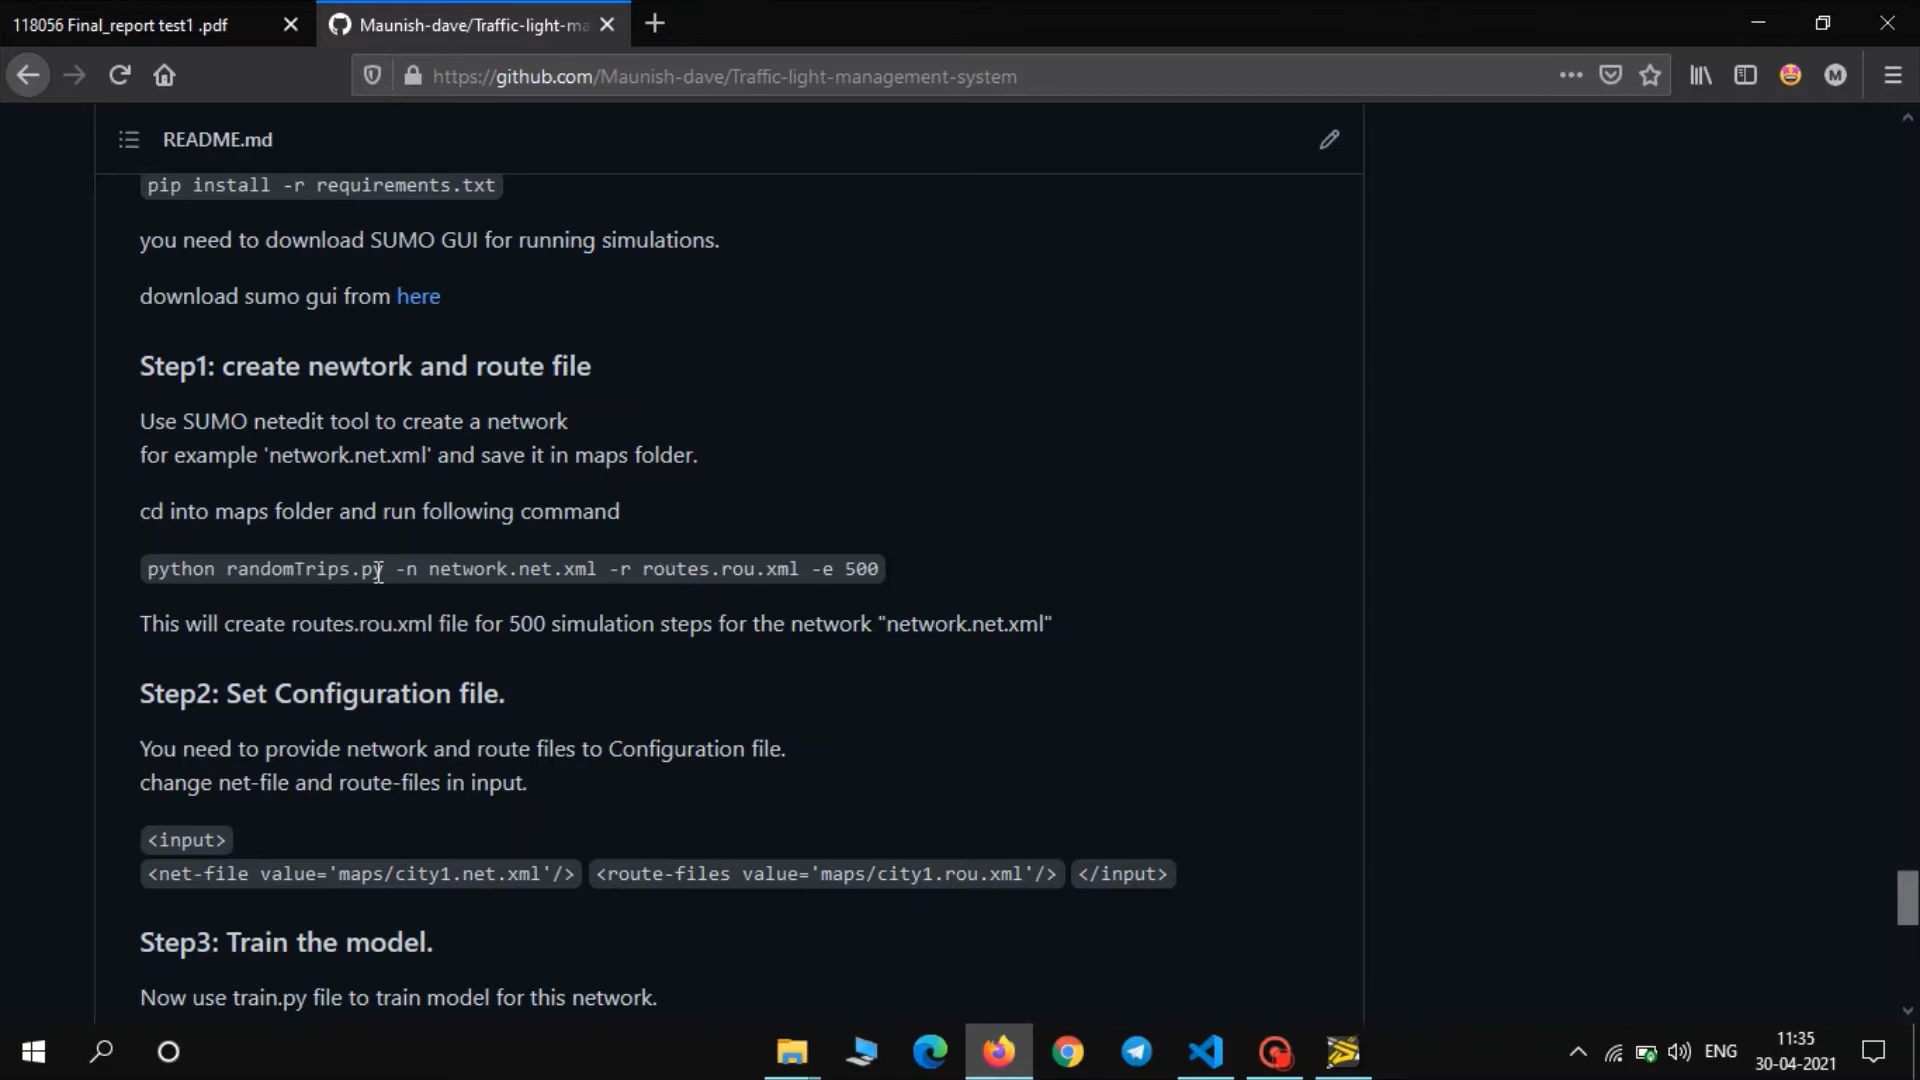 118056 Final_report test1 .pdf
Maunish-dave/Traffic-light-ma
https://github.com/Maunish-dave/Traffic-light-management-system
M
README.md
pip install -r requirements.txt
you need to download SUMO GUI for running simulations.
download sumo gui from here
Step1: create newtork and route file
Use SUMO netedit tool to create a network
for example 'network.net.xml' and save it in maps folder.
cd into maps folder and run following command
python randomTrips.py -n network.net.xml -r routes.rou.xml -e 500
This will create routes.rou.xml file for 500 simulation steps for the network "network.net.xml"
Step2: Set Configuration file.
You need to provide network and route files to Configuration file.
change net-file and route-files in input.
<input>
<net-file value='maps/city1.net.xml'/> <route-files value='maps/city1.rou.xml'/> </input>
Step3: Train the model.
Now use train.py file to train model for this network.
ENG
11:35
30-04-2021